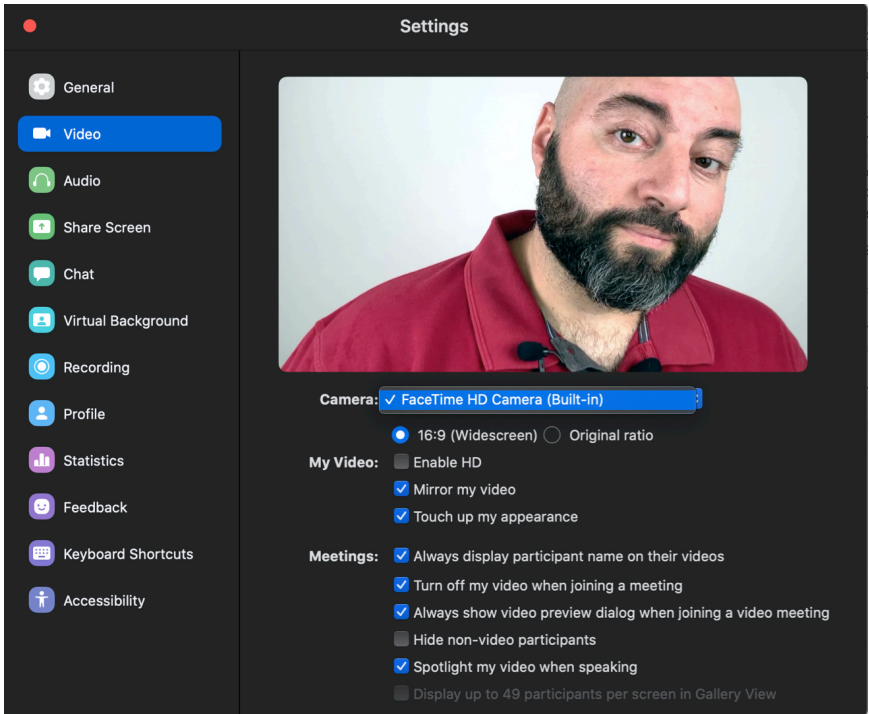 Settings
General
Video
Audio
Share Screen
Chat
Virtual Background
Recording
Profile
Statistics
Feedback
Keyboard Shortcuts
Accessibility
Camera: ✓ FaceTime HD Camera (Built-in)
16:9 (Widescreen) Original ratio
My Video: Enable HD
Mirror my video
Touch up my appearance
Meetings: Always display participant name on their videos
Turn off my video when joining a meeting
Always show video preview dialog when joining a video meeting
Hide non-video participants
Spotlight my video when speaking
Display up to 49 participants per screen in Gallery View